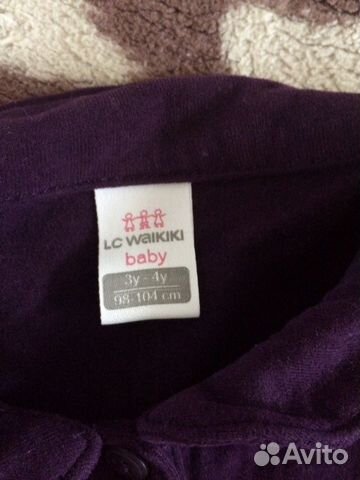 LC WAIKIKI
baby
3y - 4y
98-104 cm
Avito